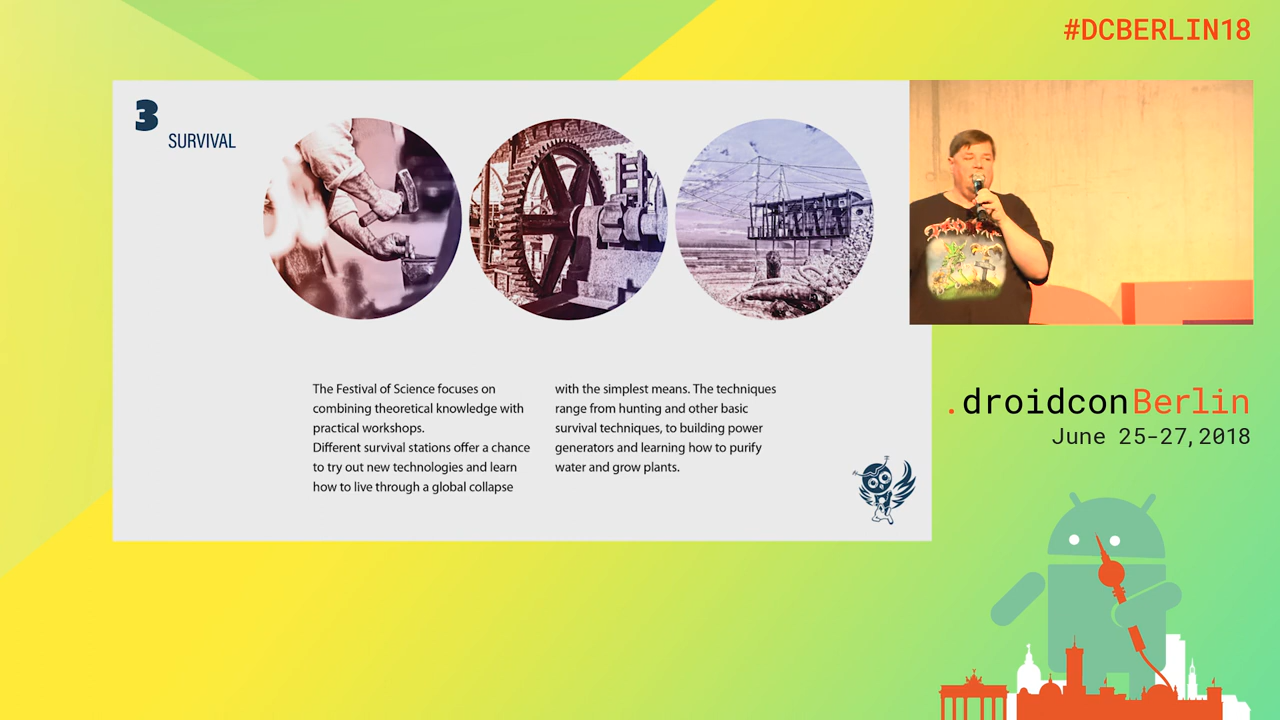 #DCBERLIN18
3
SURVIVAL
The Festival of Science focuses on
combining theoretical knowledge with
practical workshops.
Different survival stations offer a chance
to try out new technologies and learn
how to live through a global collapse
with the simplest means. The techniques
range from hunting and other basic
survival techniques, to building power
generators and learning how to purify
water and grow plants.
.droidconBerlin
June 25-27,2018